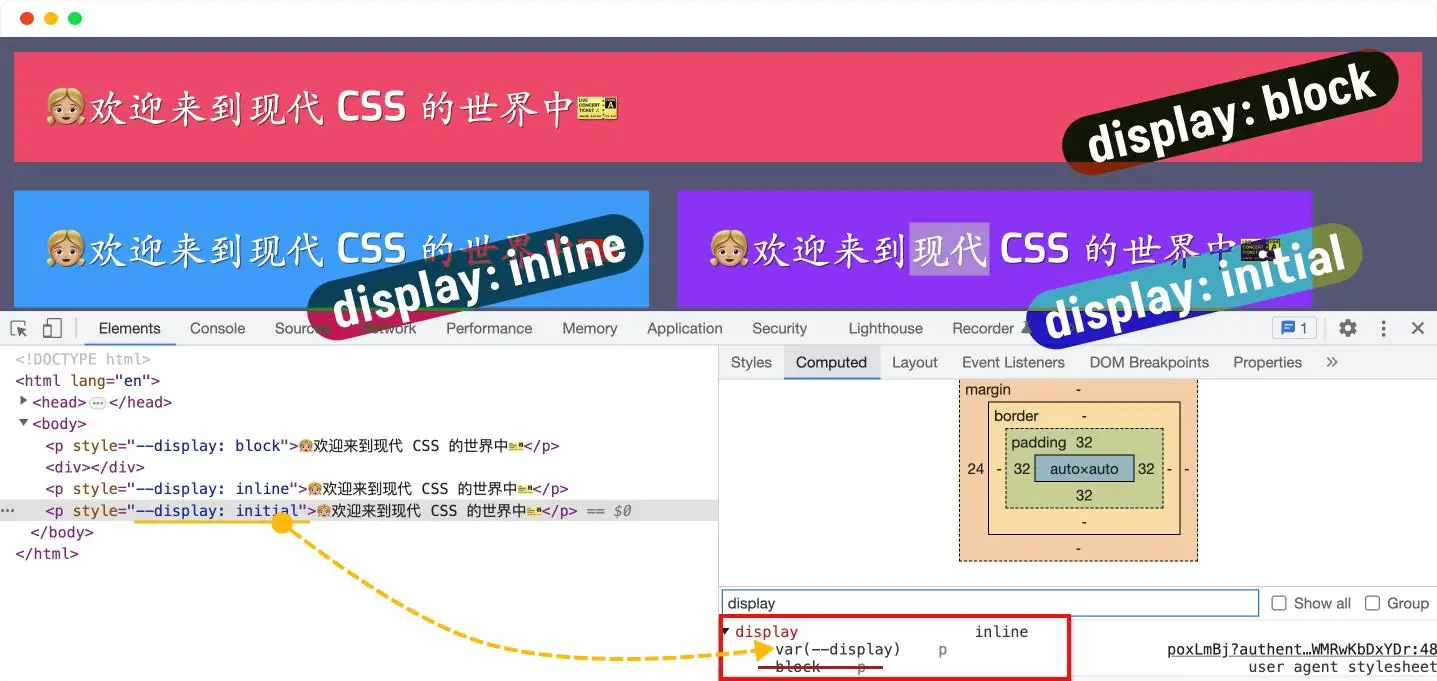 👧🏼欢迎来到现代 CSS 的世界中🎫
display: block
👧🏼欢迎来到现代 CSS 的世界中
display: inline
👧🏼欢迎来到现代 CSS 的世界中🎫
display: initial
Elements Console Sources Network Performance Memory Application Security Lighthouse Recorder 1
<!DOCTYPE html>
<html lang="en">
<head>…</head>
<body>
<p style="--display: block">👧🏼欢迎来到现代 CSS 的世界中🎫</p>
<div></div>
<p style="--display: inline">👧🏼欢迎来到现代 CSS 的世界中🎫</p>
<p style="--display: initial">👧🏼欢迎来到现代 CSS 的世界中🎫</p> == $0
</body>
</html>
Styles Computed Layout Event Listeners DOM Breakpoints Properties »
margin -
border -
padding 32
24 - 32 auto×auto 32 - -
32
-
-
display Show all Group
display inline
var(--display) p poxLmBj?authent…WMRwKbDxYDr:48
block p user agent stylesheet